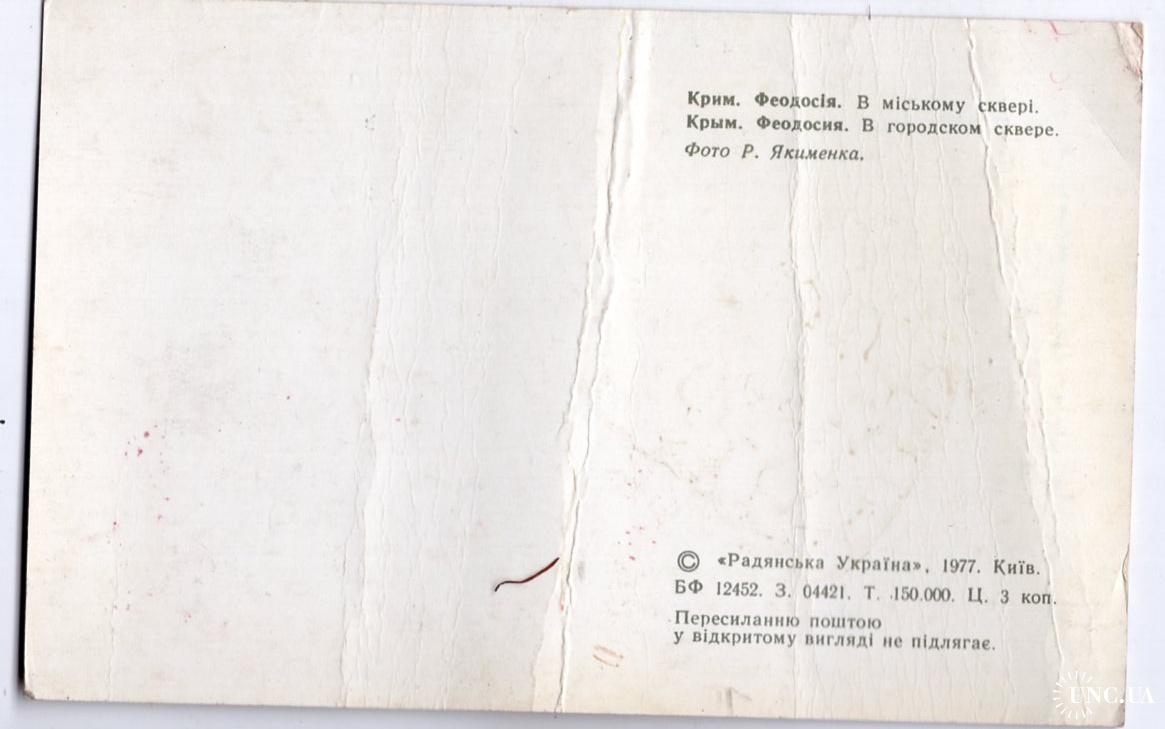 Крим. Феодосія. В міському сквері.
Крым. Феодосия. В городском сквере.
Фото Р. Якименка.
© «Радянська Україна», 1977. Київ.
БФ 12452. З. 04421. Т. 150.000. Ц. 3 коп.
Пересиланню поштою
у відкритому вигляді не підлягає.
UNC.UA